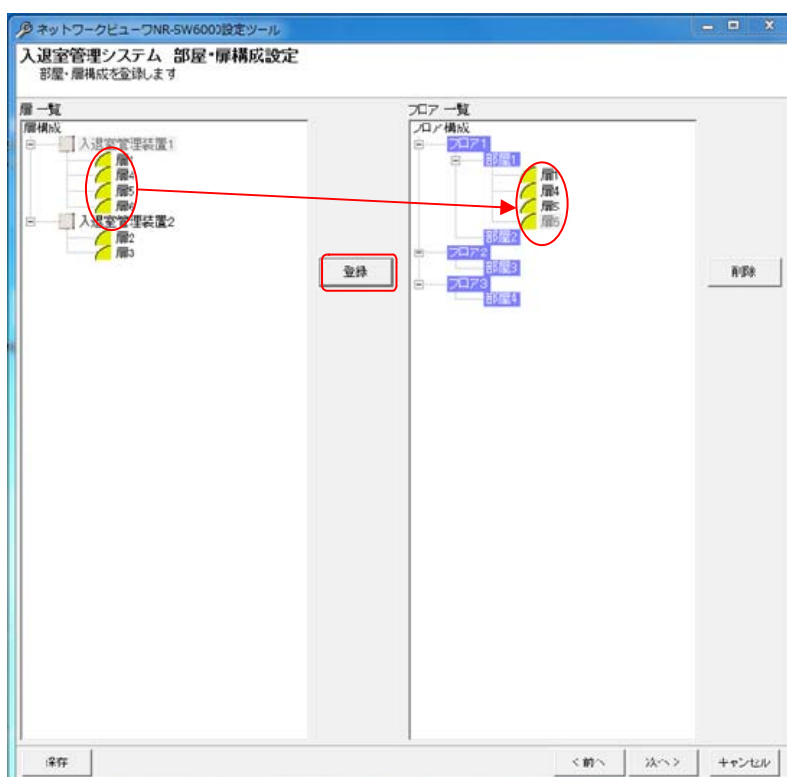 ネットワークビューワNR-SW6000設定ツール
入退室管理システム 部屋・扉構成設定
部屋・扉構成を登録します
扉 一覧
扉構成
入退室管理装置1
扉1
扉4
扉5
扉6
入退室管理装置2
扉2
扉3
登録
フロア 一覧
フロア構成
フロア1
部屋1
扉1
扉4
扉5
扉6
部屋2
フロア2
部屋3
フロア3
部屋4
削除
保存
< 前へ
次へ >
キャンセル